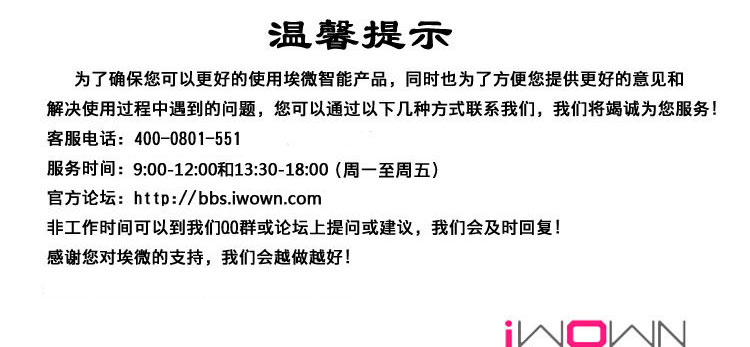 温馨提示
为了确保您可以更好的使用埃微智能产品，同时也为了方便您提供更好的意见和
解决使用过程中遇到的问题，您可以通过以下几种方式联系我们，我们将竭诚为您服务！
客服电话：400-0801-551
服务时间：9:00-12:00和13:30-18:00（周一至周五）
官方论坛：http://bbs.iwown.com
非工作时间可以到我们QQ群或论坛上提问或建议，我们会及时回复！
感谢您对埃微的支持，我们会越做越好！
iWOWN